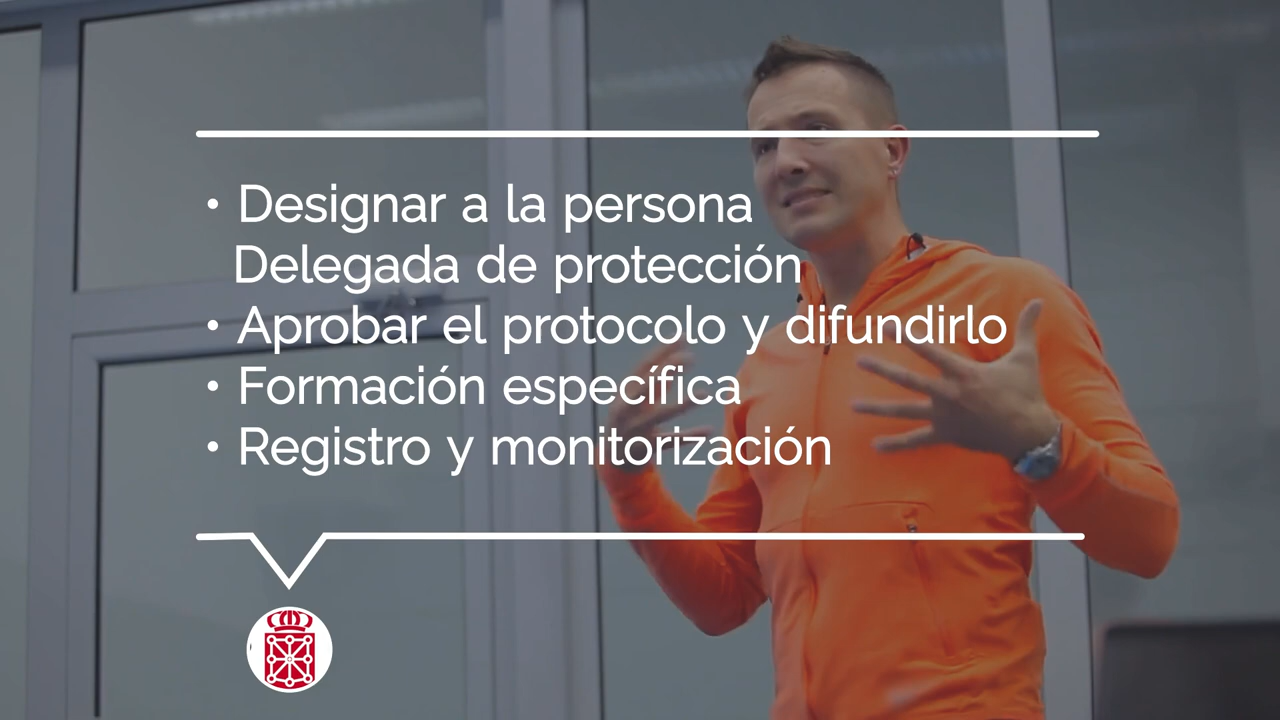 • Designar a la persona
Delegada de protección
• Aprobar el protocolo y difundirlo
• Formación específica
• Registro y monitorización